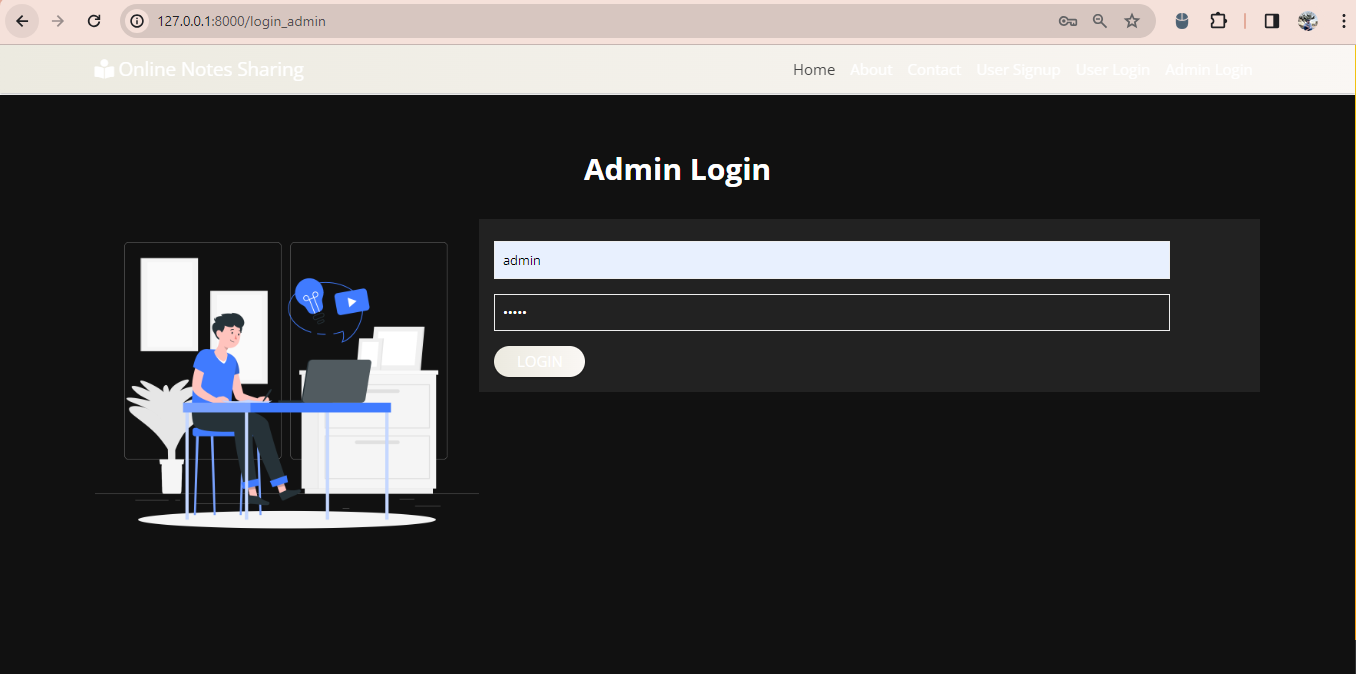 127.0.0.1:8000/login_admin
Online Notes Sharing Home About Contact User Signup User Login Admin Login
Admin Login
admin
•••••
LOGIN